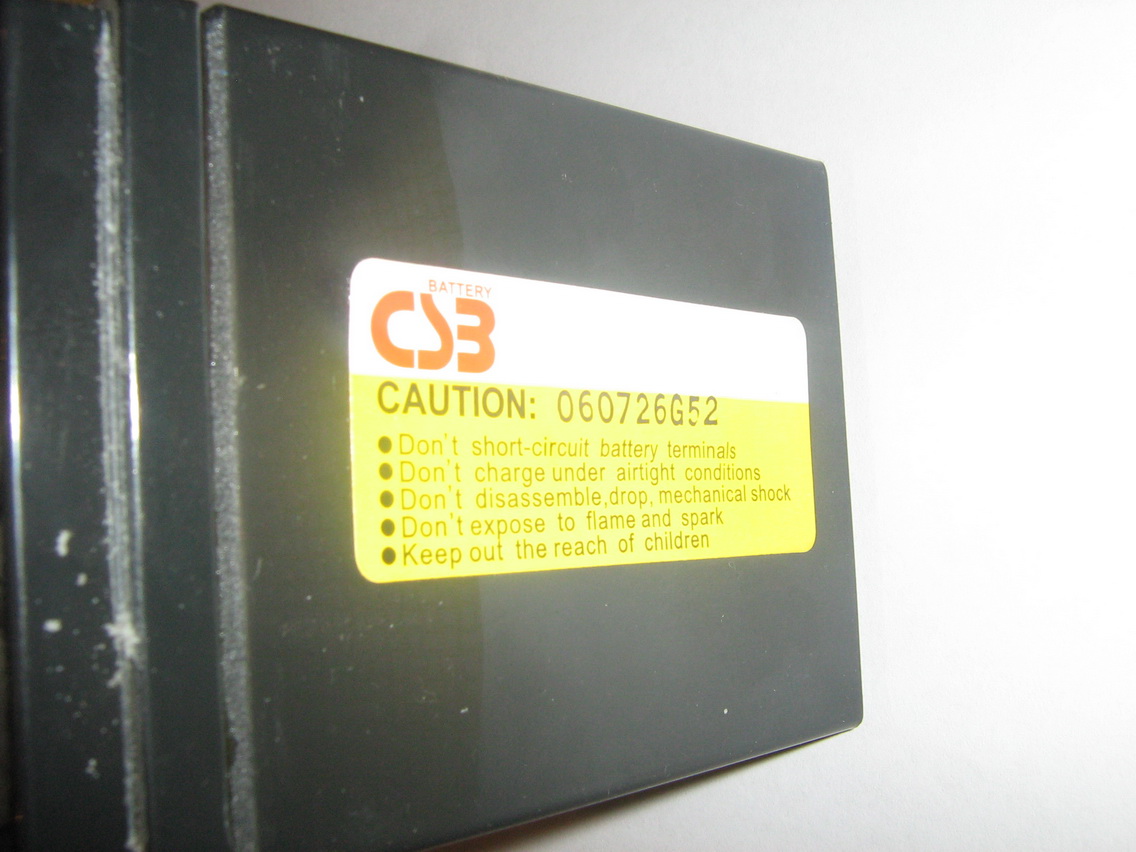 BATTERY
CSB
CAUTION: 060726G52
●Don't short-circuit battery terminals
●Don't charge under airtight conditions
●Don't disassemble,drop, mechanical shock
●Don't expose to flame and spark
●Keep out the reach of children